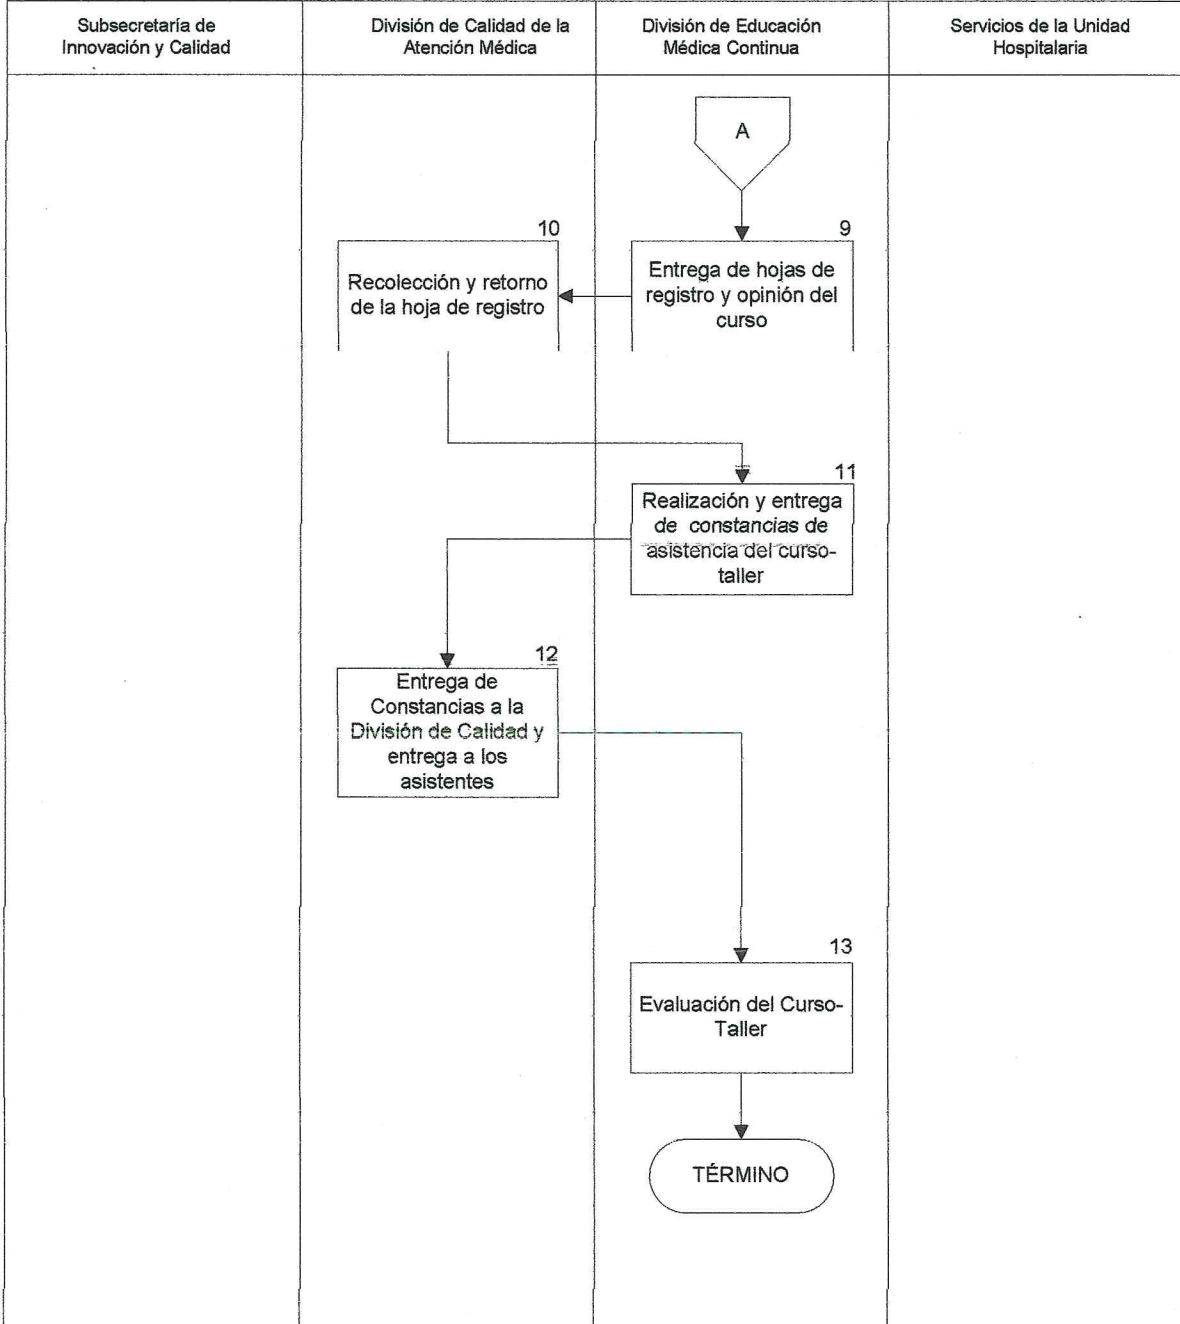 Subsecretaría de
Innovación y Calidad
División de Calidad de la
Atención Médica
División de Educación
Médica Continua
Servicios de la Unidad
Hospitalaria
A
10
9
Recolección y retorno
de la hoja de registro
Entrega de hojas de
registro y opinión del
curso
11
Realización y entrega
de constancias de
asistencia del curso-
taller
12
Entrega de
Constancias a la
División de Calidad y
entrega a los
asistentes
13
Evaluación del Curso-
Taller
TÉRMINO